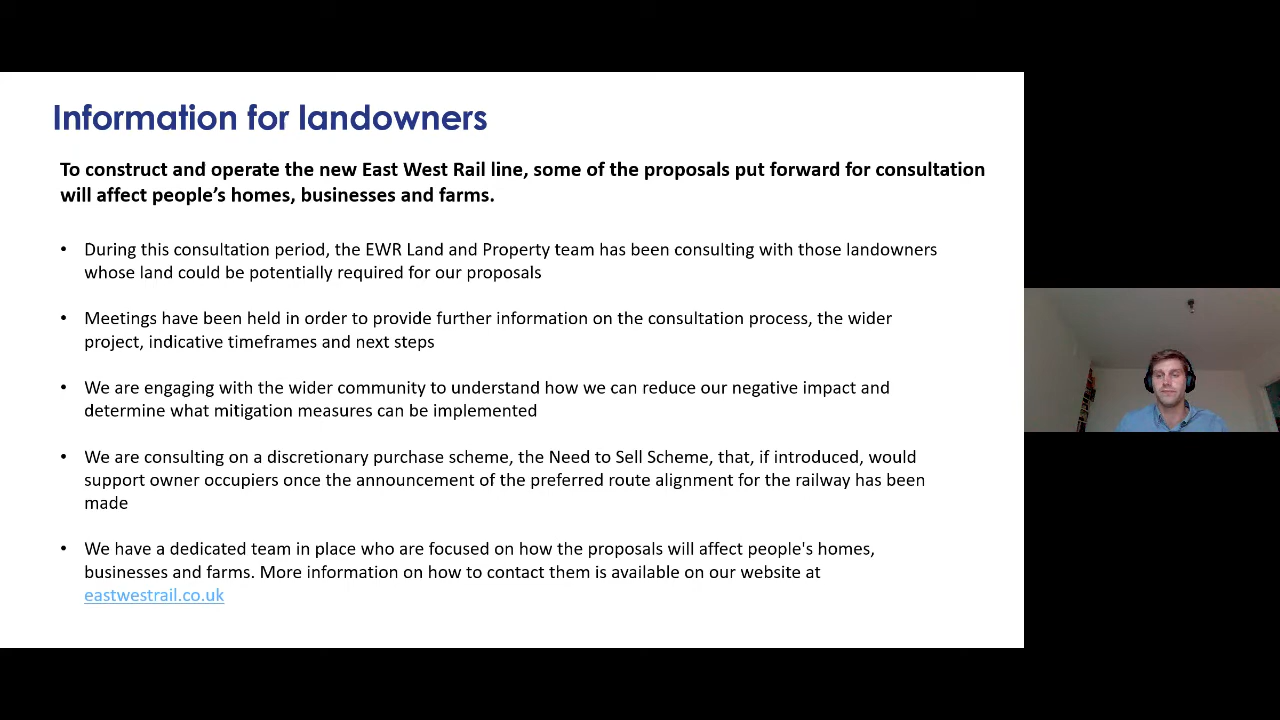 Information for landowners
To construct and operate the new East West Rail line, some of the proposals put forward for consultation
will affect people’s homes, businesses and farms.
• During this consultation period, the EWR Land and Property team has been consulting with those landowners
whose land could be potentially required for our proposals
• Meetings have been held in order to provide further information on the consultation process, the wider
project, indicative timeframes and next steps
• We are engaging with the wider community to understand how we can reduce our negative impact and
determine what mitigation measures can be implemented
• We are consulting on a discretionary purchase scheme, the Need to Sell Scheme, that, if introduced, would
support owner occupiers once the announcement of the preferred route alignment for the railway has been
made
• We have a dedicated team in place who are focused on how the proposals will affect people's homes,
businesses and farms. More information on how to contact them is available on our website at
eastwestrail.co.uk